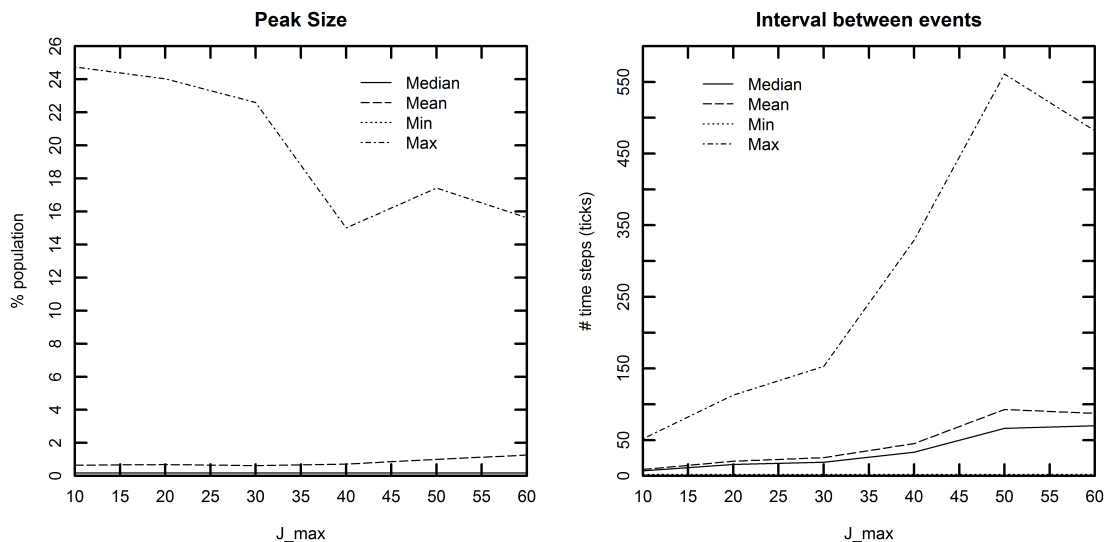 Peak Size
Median
Mean
Min
Max
% population
0 2 4 6 8 10 12 14 16 18 20 22 24 26
10 15 20 25 30 35 40 45 50 55 60
J_max
Interval between events
Median
Mean
Min
Max
# time steps (ticks)
0 50 150 250 350 450 550
10 15 20 25 30 35 40 45 50 55 60
J_max